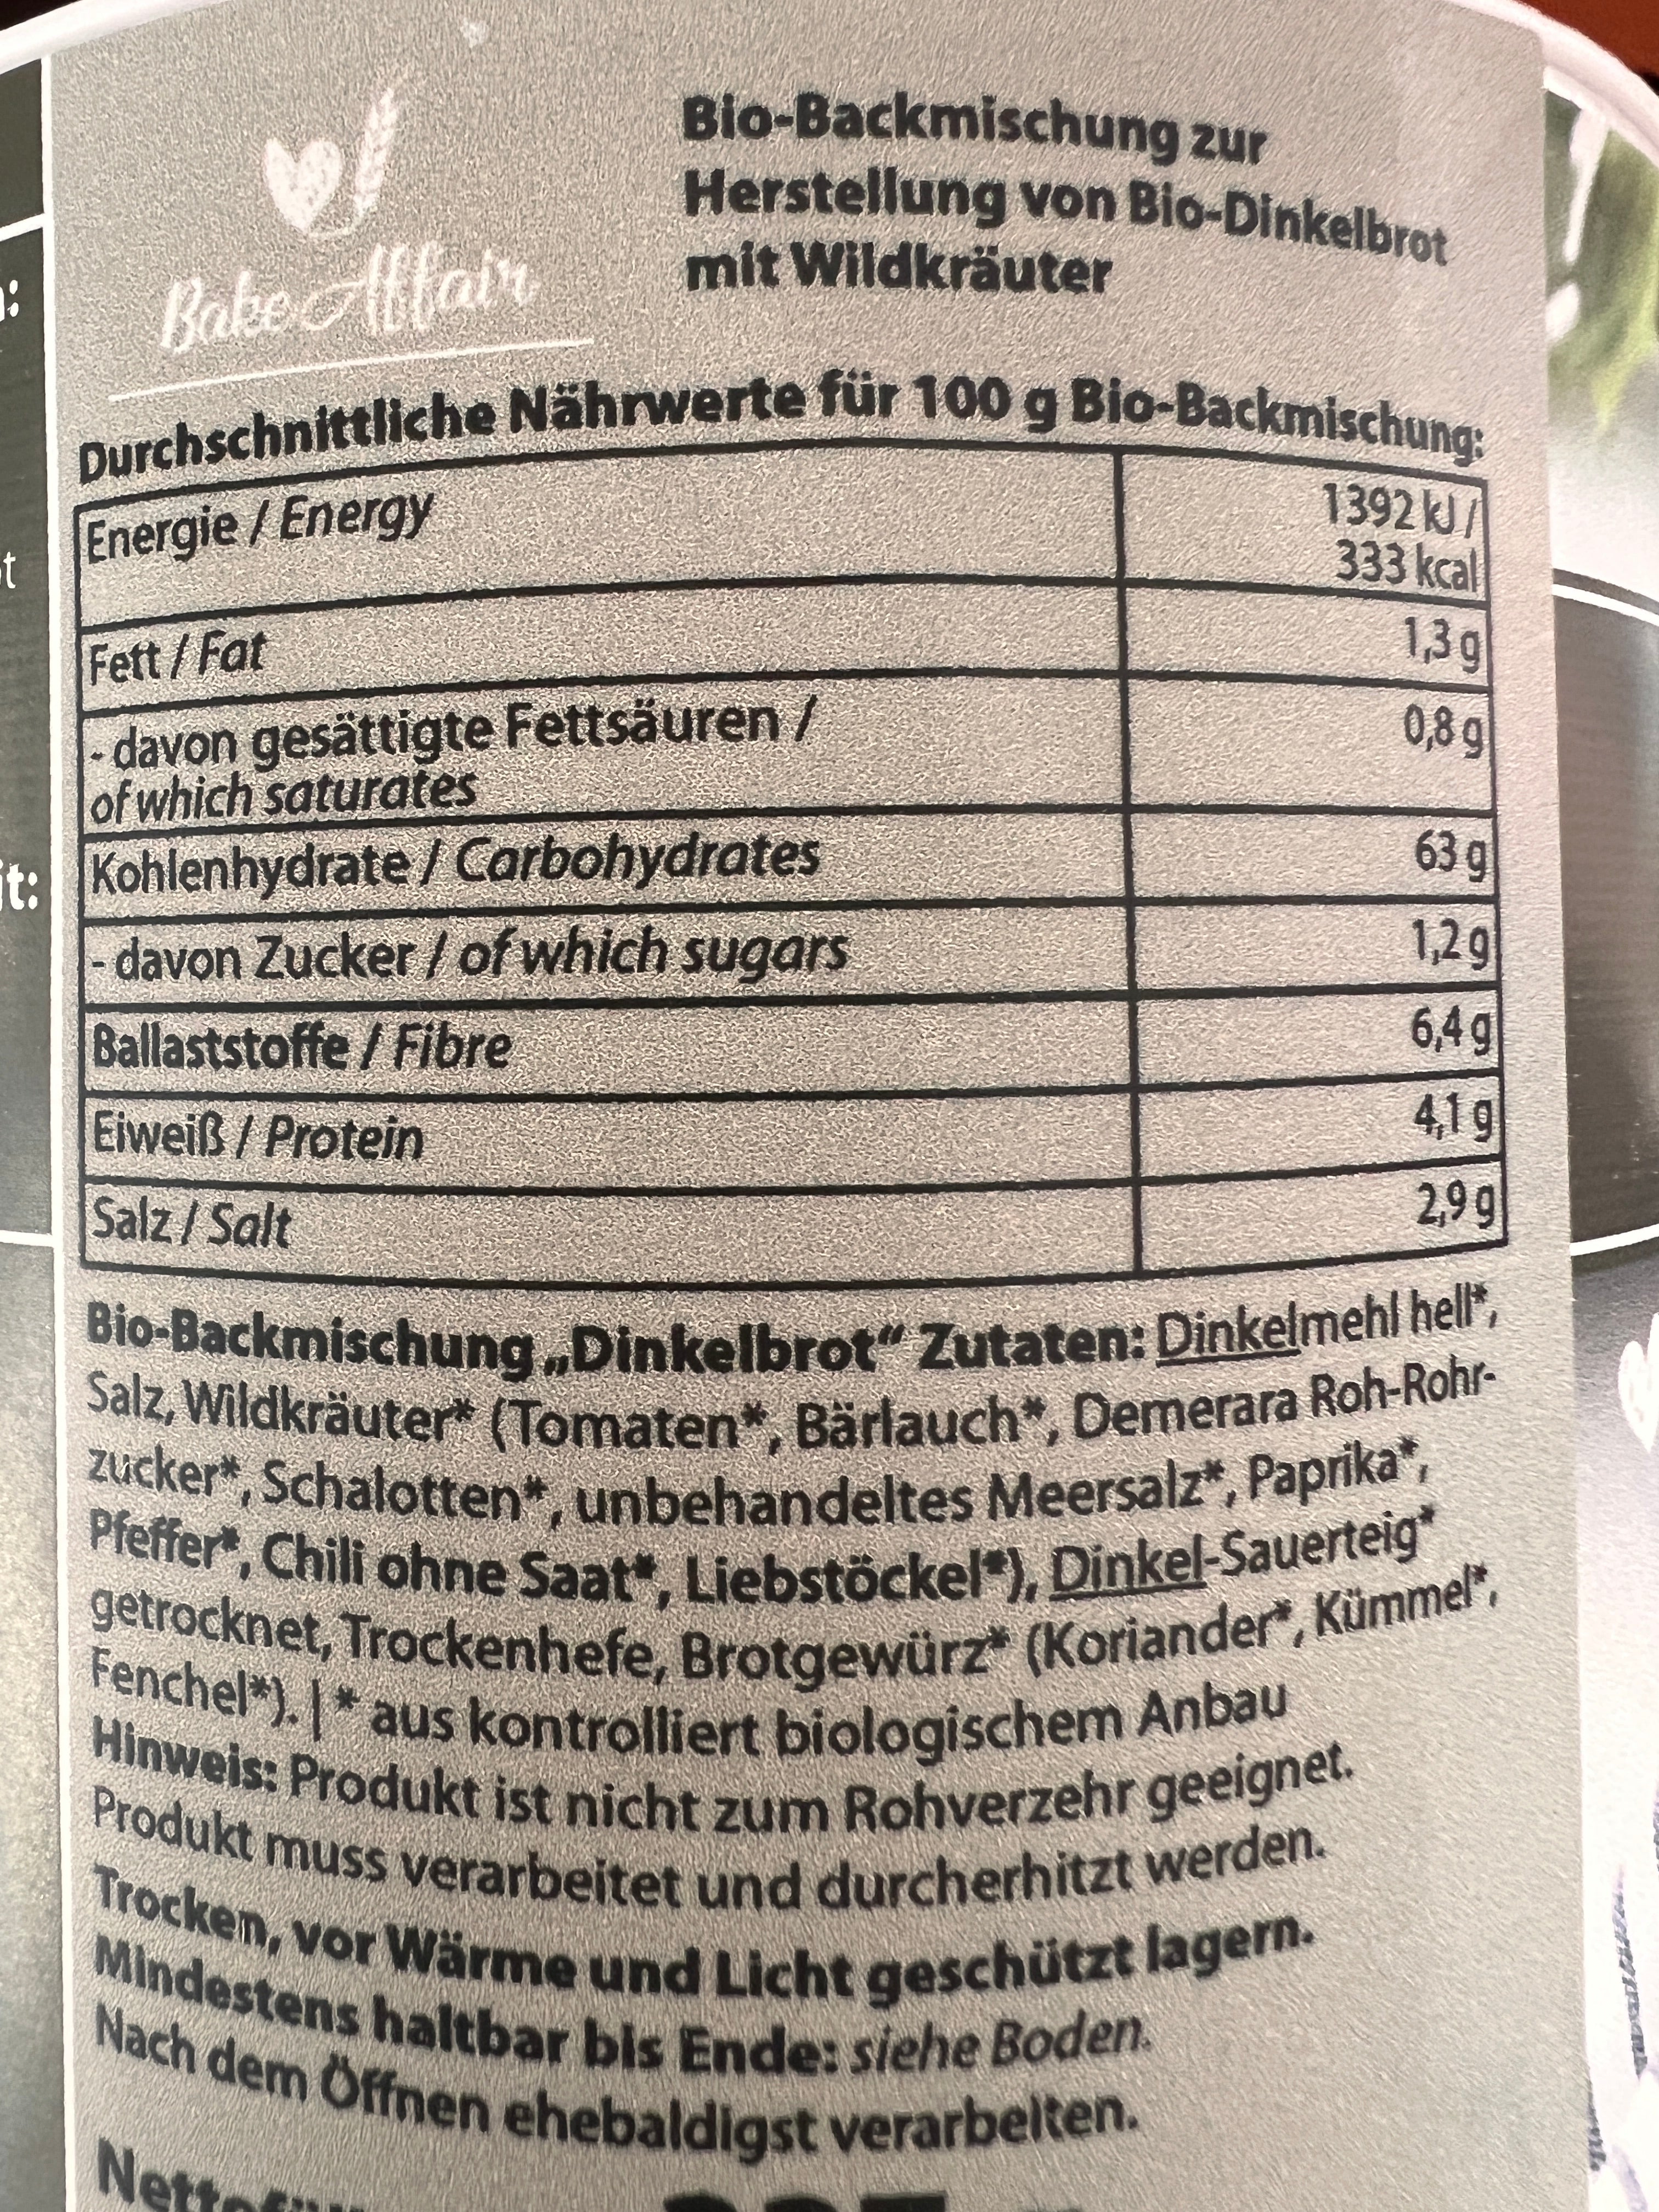 Bake Affair
Bio-Backmischung zur
Herstellung von Bio-Dinkelbrot
mit Wildkräuter
Durchschnittliche Nährwerte für 100 g Bio-Backmischung:
Energie / Energy 1392 kJ /
333 kcal
Fett / Fat 1,3 g
- davon gesättigte Fettsäuren / 0,8 g
of which saturates
Kohlenhydrate / Carbohydrates 63 g
- davon Zucker / of which sugars 1,2 g
Ballaststoffe / Fibre 6,4 g
Eiweiß / Protein 4,1 g
Salz / Salt 2,9 g
Bio-Backmischung „Dinkelbrot“ Zutaten: Dinkelmehl hell*,
Salz, Wildkräuter* (Tomaten*, Bärlauch*, Demerara Roh-Rohr-
zucker*, Schalotten*, unbehandeltes Meersalz*, Paprika*,
Pfeffer*, Chili ohne Saat*, Liebstöckel*), Dinkel-Sauerteig*
getrocknet, Trockenhefe, Brotgewürz* (Koriander*, Kümmel*,
Fenchel*). | * aus kontrolliert biologischem Anbau
Hinweis: Produkt ist nicht zum Rohverzehr geeignet.
Produkt muss verarbeitet und durcherhitzt werden.
Trocken, vor Wärme und Licht geschützt lagern.
Mindestens haltbar bis Ende: siehe Boden.
Nach dem Öffnen ehebaldigst verarbeiten.